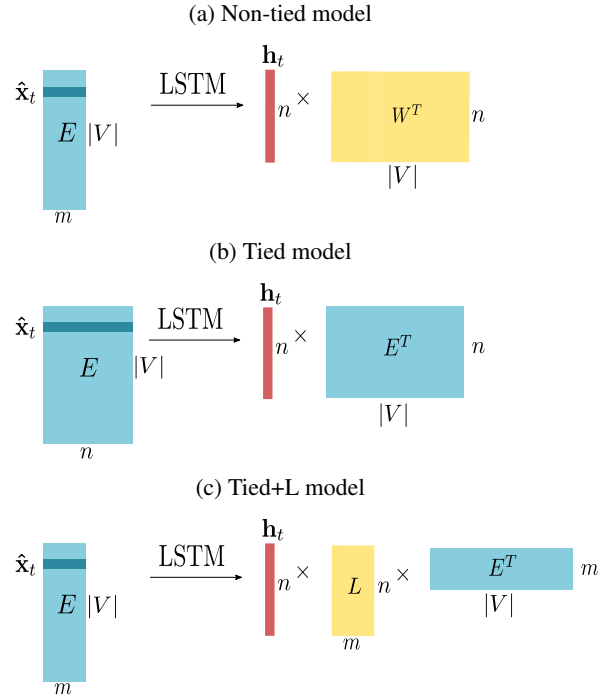 (a) Non-tied model
x̂_t E |V| m LSTM h_t n × W^T n |V|
(b) Tied model
x̂_t E |V| n LSTM h_t n × E^T n |V|
(c) Tied+L model
x̂_t E |V| m LSTM h_t n × L n × m E^T m |V|